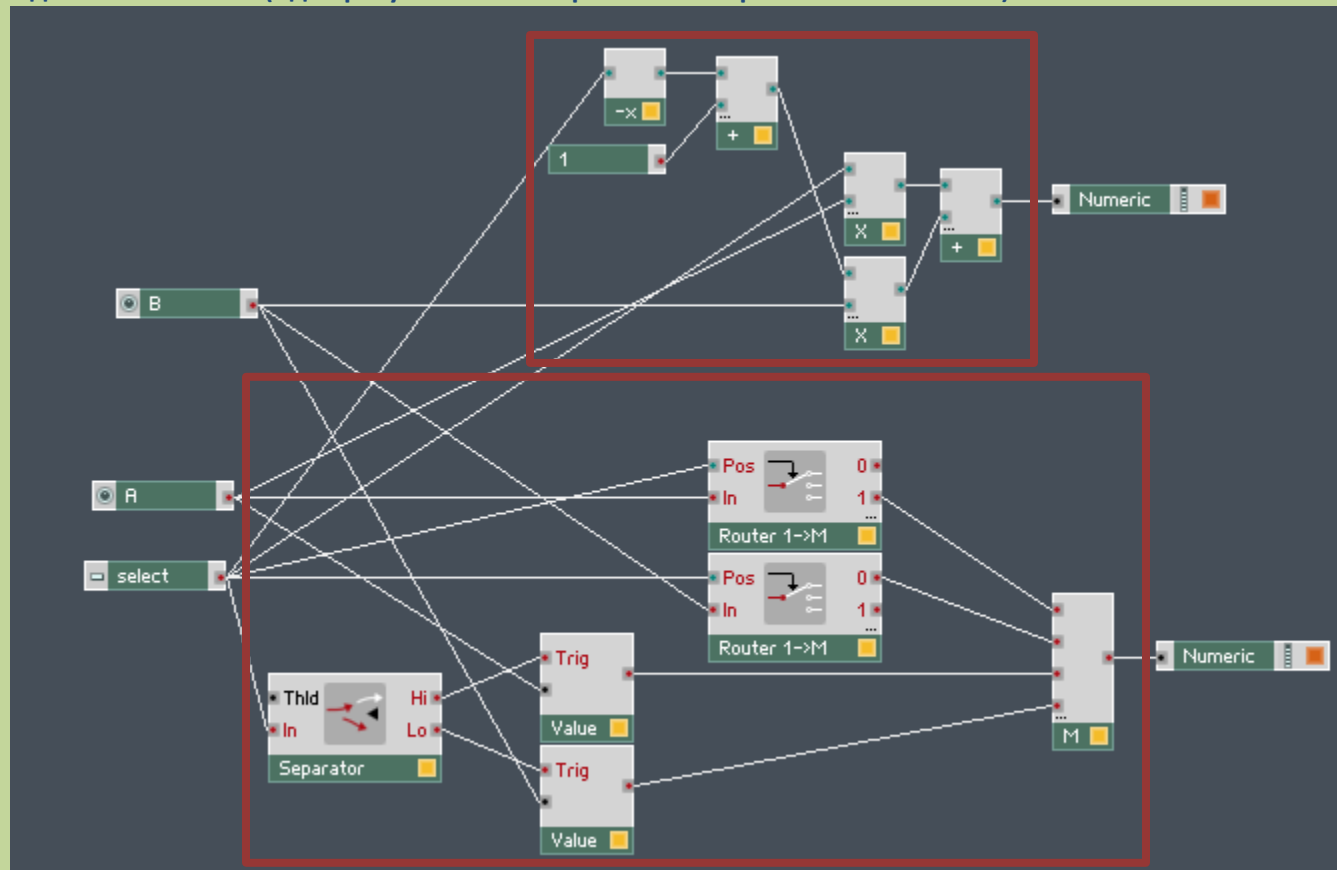 -x
+
1
X
+
Numeric
X
B
Pos 0
In 1
...
Router 1->M
A
select
Pos 0
In 1
...
Router 1->M
Trig
Value
Thld Hi
In Lo
Separator
Trig
Value
M
Numeric